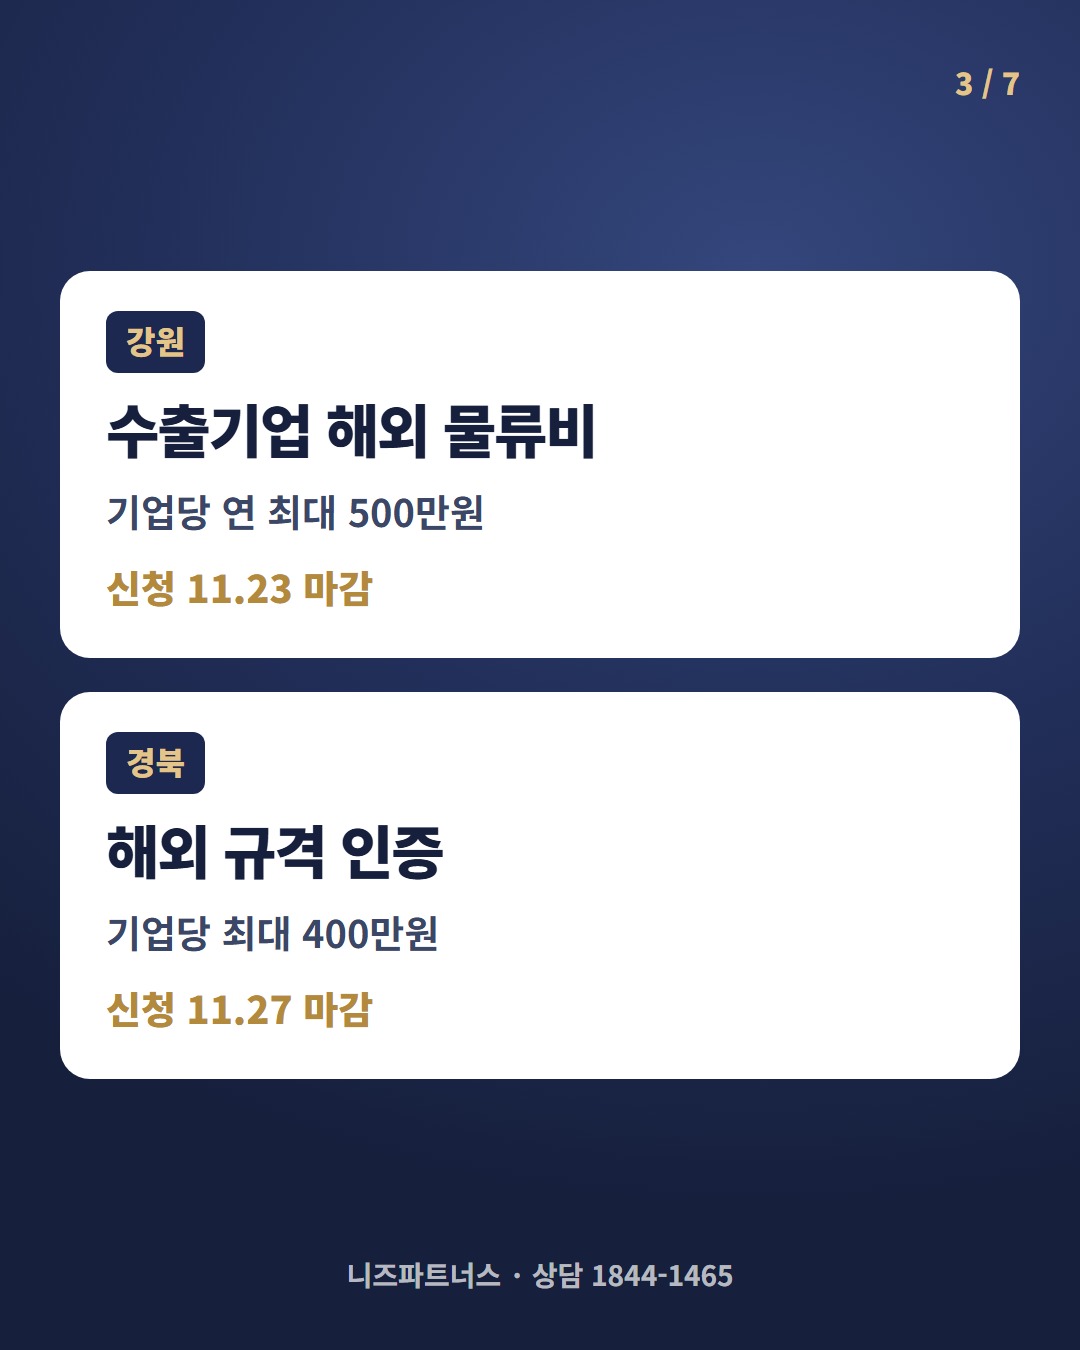 3 / 7
강원
수출기업 해외 물류비
기업당 연 최대 500만원
신청 11.23 마감
경북
해외 규격 인증
기업당 최대 400만원
신청 11.27 마감
니즈파트너스 · 상담 1844-1465